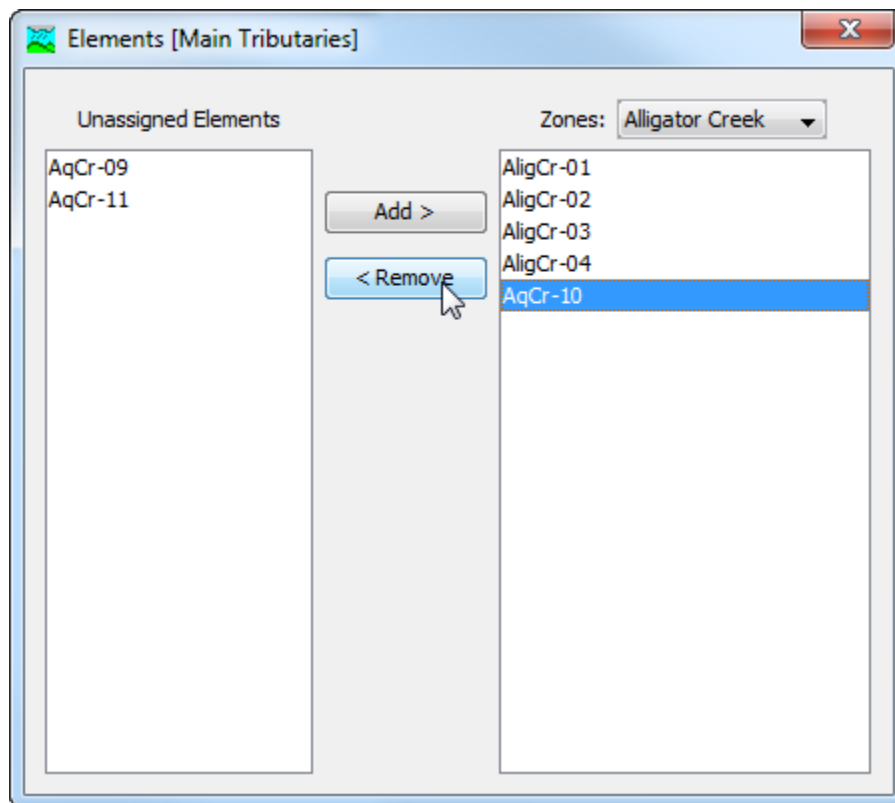 Elements [Main Tributaries]
Unassigned Elements
Zones: Alligator Creek
AqCr-09
AqCr-11
Add >
< Remove
AligCr-01
AligCr-02
AligCr-03
AligCr-04
AqCr-10